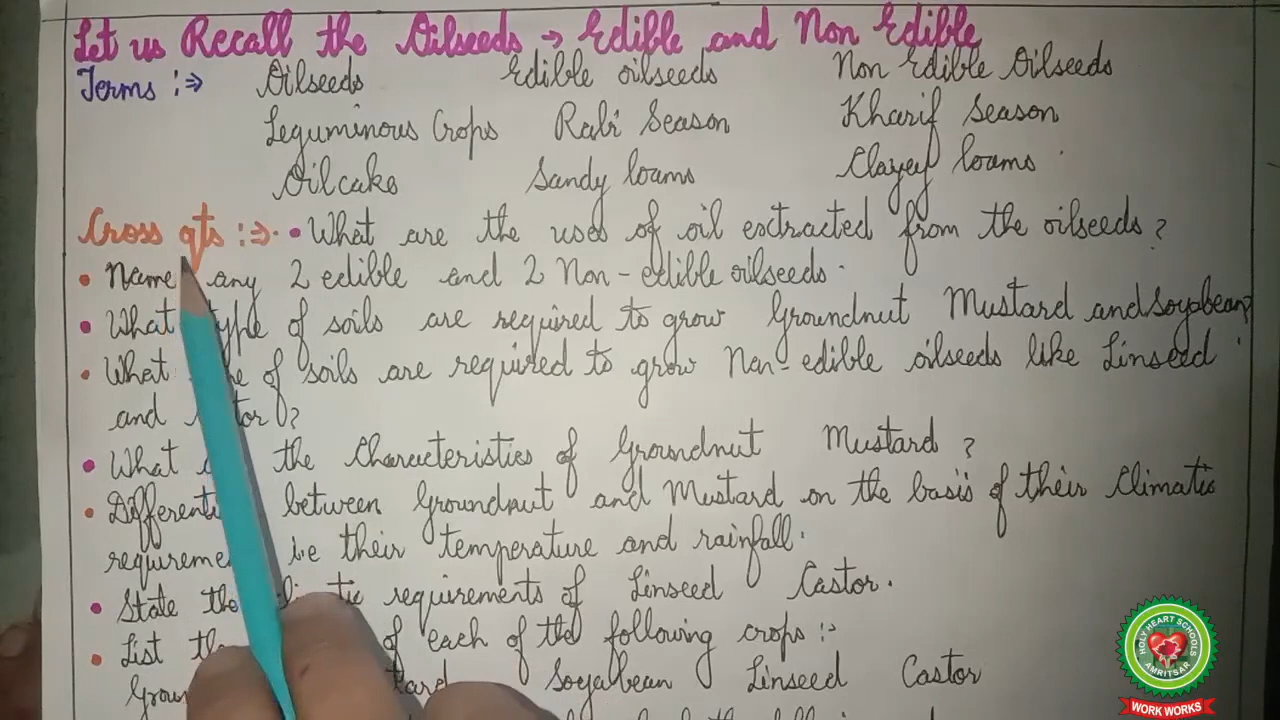 Let us Recall the Oilseeds → Edible and Non Edible
Terms :⇒ Oilseeds Edible oilseeds Non Edible Oilseeds
Leguminous Crops Rabi Season Kharif Season
Oilcake Sandy loams Clayey loams
Cross qts :⇒ • What are the uses of oil extracted from the oilseeds?
• Name any 2 edible and 2 Non-edible oilseeds.
• What type of soils are required to grow Groundnut Mustard and Soyabean?
• What of soils are required to grow Non-edible oilseeds like Linseed
and ?
• What the Characteristics of Groundnut Mustard?
• between Groundnut and Mustard on the basis of their Climatic
i.e their temperature and rainfall.
• State the requirements of Linseed Castor.
• List of each of the following crops :-
Soyabean Linseed Castor
HOLY HEART SCHOOLS
AMRITSAR
WORK WORKS